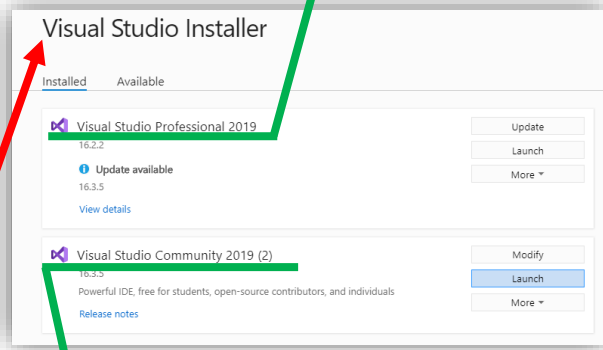 Visual Studio Installer
Installed Available
Visual Studio Professional 2019 Update
16.2.2
Launch
Update available More
16.3.5
View details
Visual Studio Community 2019 (2) Modify
16.3.5
Launch
Powerful IDE, free for students, open-source contributors, and individuals
More
Release notes